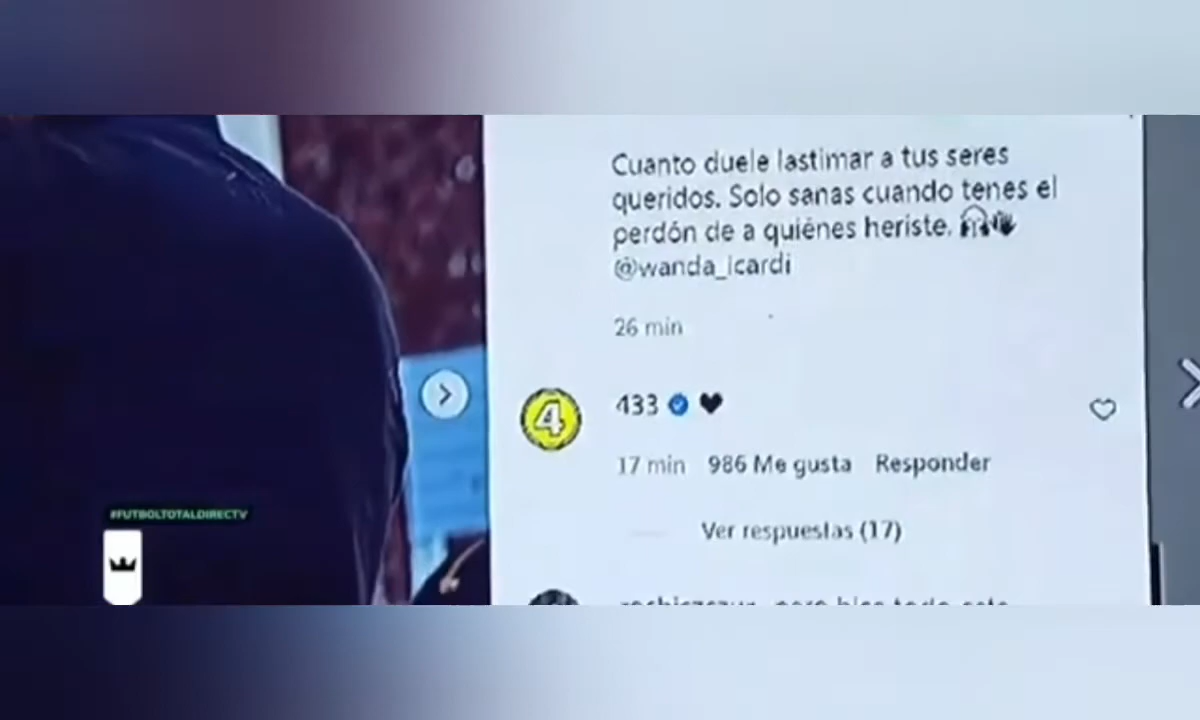 Cuanto duele lastimar a tus seres
queridos. Solo sanas cuando tenes el
perdón de a quiénes heriste.
@wanda_icardi
26 min
433
17 min 986 Me gusta Responder
Ver respuestas (17)
#FUTBOLTOTALDIRECTV
4